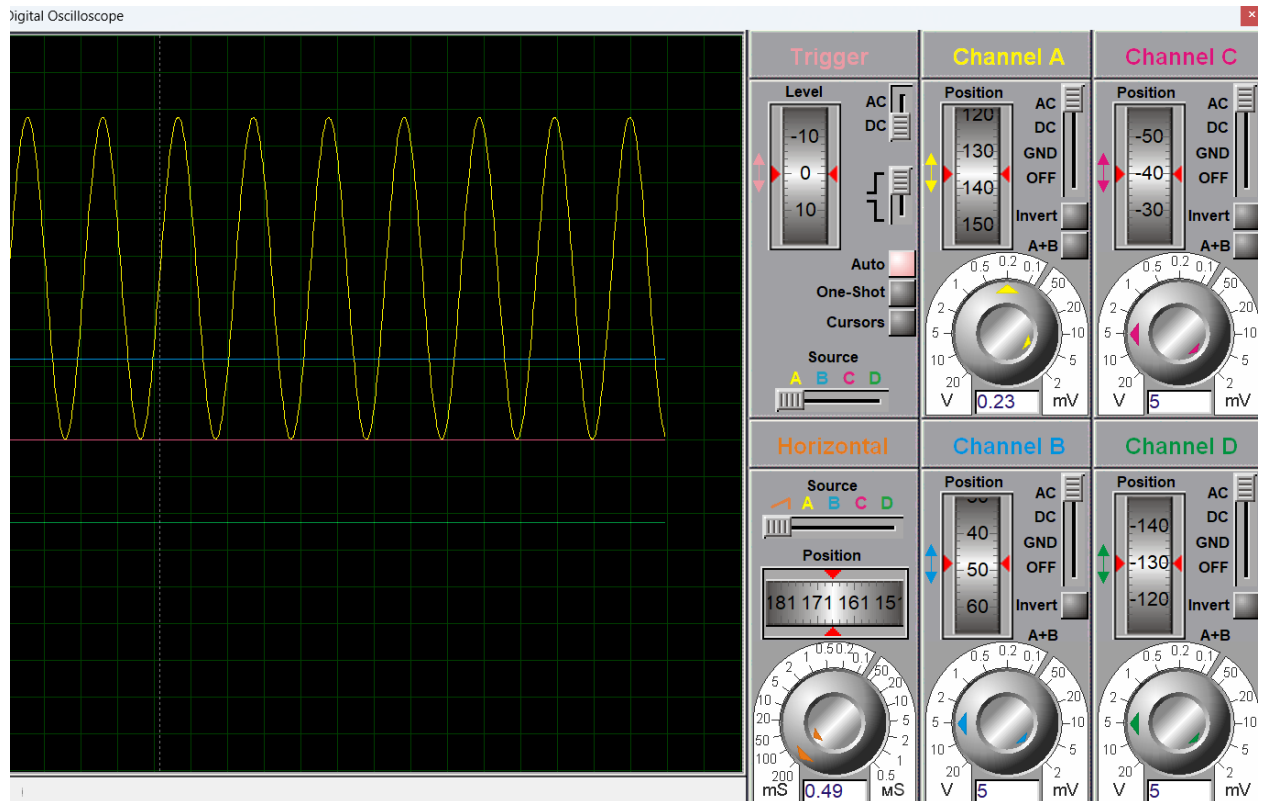 Digital Oscilloscope
Trigger
Level
-10
0
10
AC
DC
Auto
One-Shot
Cursors
Source
A B C D
Channel A
Position
120
130
140
150
AC
DC
GND
OFF
Invert
A+B
20 10 5 2 1 0.5 0.2 0.1 50 20 10 5 2
V 0.23 mV
Channel C
Position
-50
-40
-30
AC
DC
GND
OFF
Invert
A+B
20 10 5 2 1 0.5 0.2 0.1 50 20 10 5 2
V 5 mV
Horizontal
Source
A B C D
Position
181 171 161
200 100 50 20 10 5 2 1 0.5 0.2 0.1 50 20 10 5 2 1 0.5
mS 0.49 мS
Channel B
Position
40
50
60
AC
DC
GND
OFF
Invert
A+B
20 10 5 2 1 0.5 0.2 0.1 50 20 10 5 2
V 5 mV
Channel D
Position
-140
-130
-120
AC
DC
GND
OFF
Invert
A+B
20 10 5 2 1 0.5 0.2 0.1 50 20 10 5 2
V 5 mV